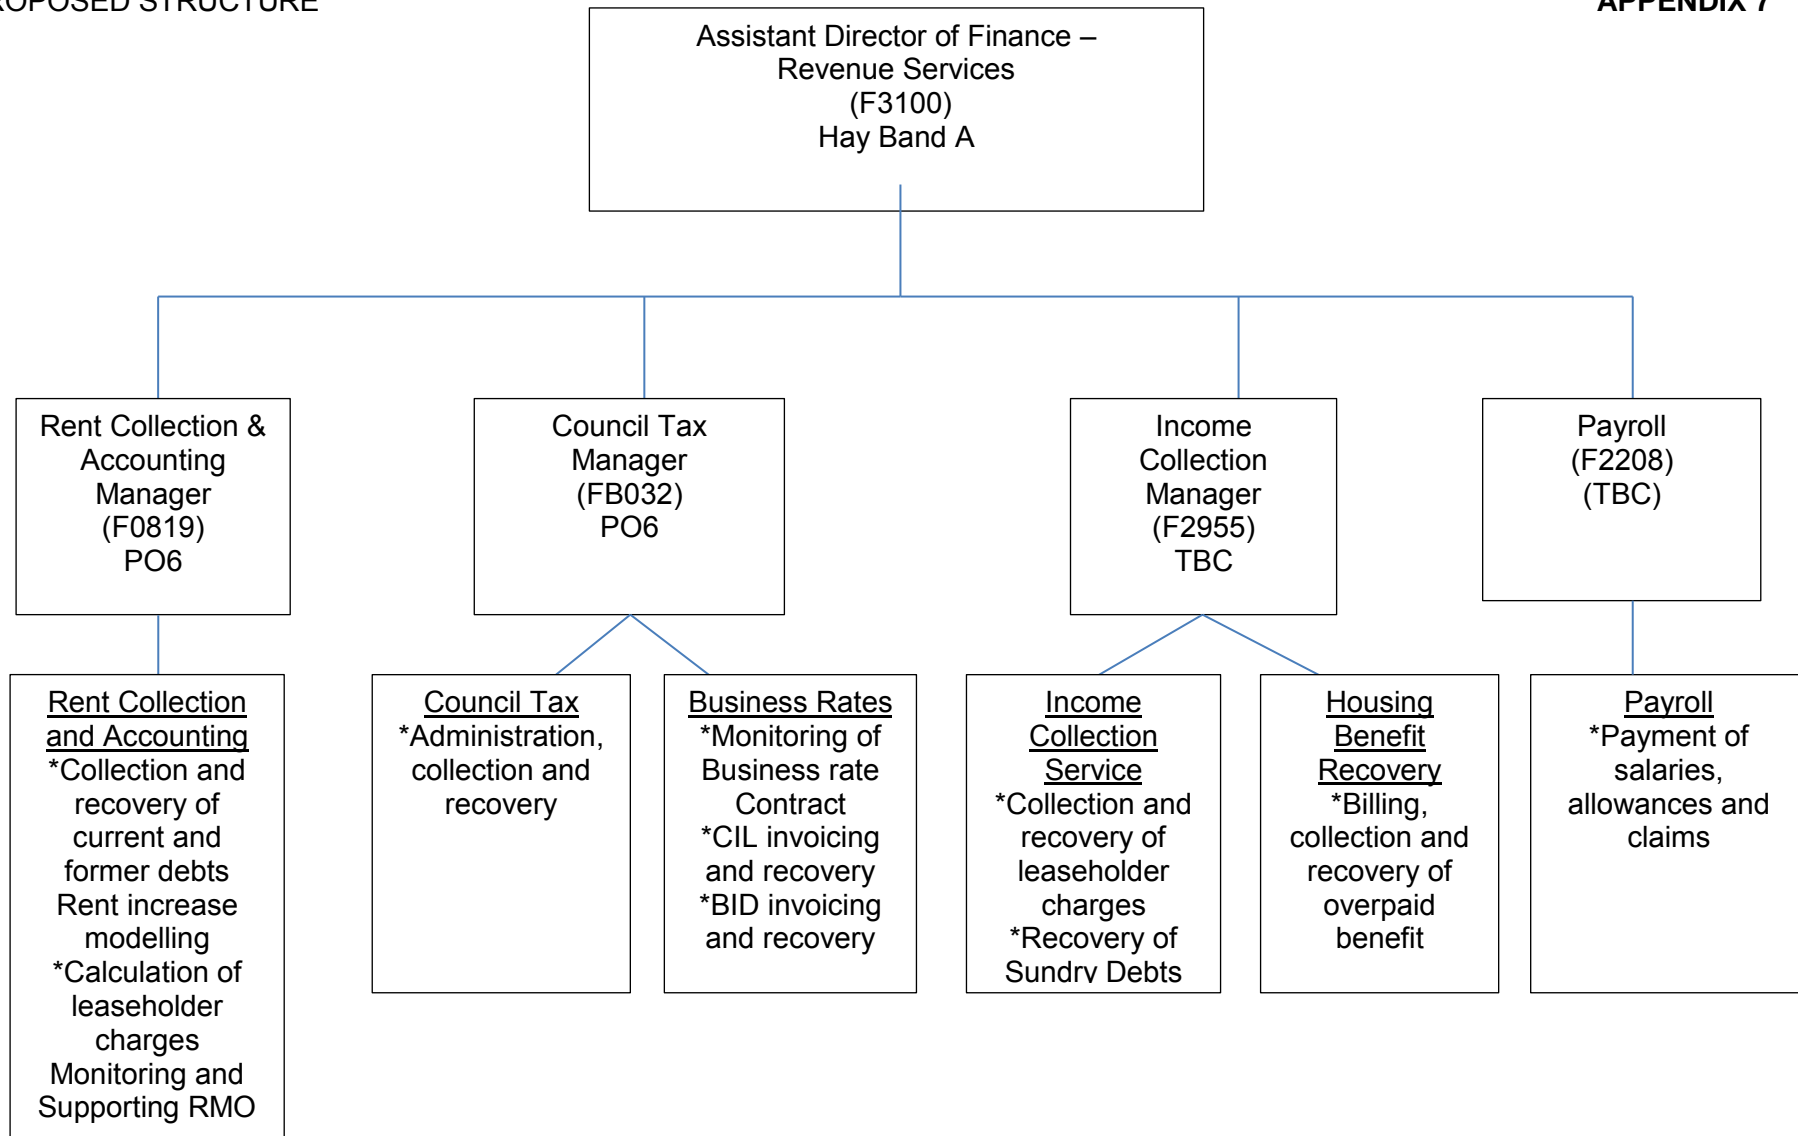 ROPOSED STRUCTURE
APPENDIX 7
Assistant Director of Finance –
Revenue Services
(F3100)
Hay Band A
Rent Collection &
Accounting
Manager
(F0819)
PO6
Council Tax
Manager
(FB032)
PO6
Income
Collection
Manager
(F2955)
TBC
Payroll
(F2208)
(TBC)
Rent Collection
and Accounting
*Collection and
recovery of
current and
former debts
Rent increase
modelling
*Calculation of
leaseholder
charges
Monitoring and
Supporting RMO
Council Tax
*Administration,
collection and
recovery
Business Rates
*Monitoring of
Business rate
Contract
*CIL invoicing
and recovery
*BID invoicing
and recovery
Income
Collection
Service
*Collection and
recovery of
leaseholder
charges
*Recovery of
Sundry Debts
Housing
Benefit
Recovery
*Billing,
collection and
recovery of
overpaid
benefit
Payroll
*Payment of
salaries,
allowances and
claims